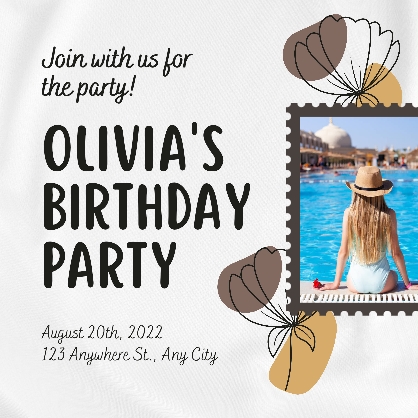 Join with us for
the party!
OLIVIA'S
BIRTHDAY
PARTY
August 20th, 2022
123 Anywhere St., Any City